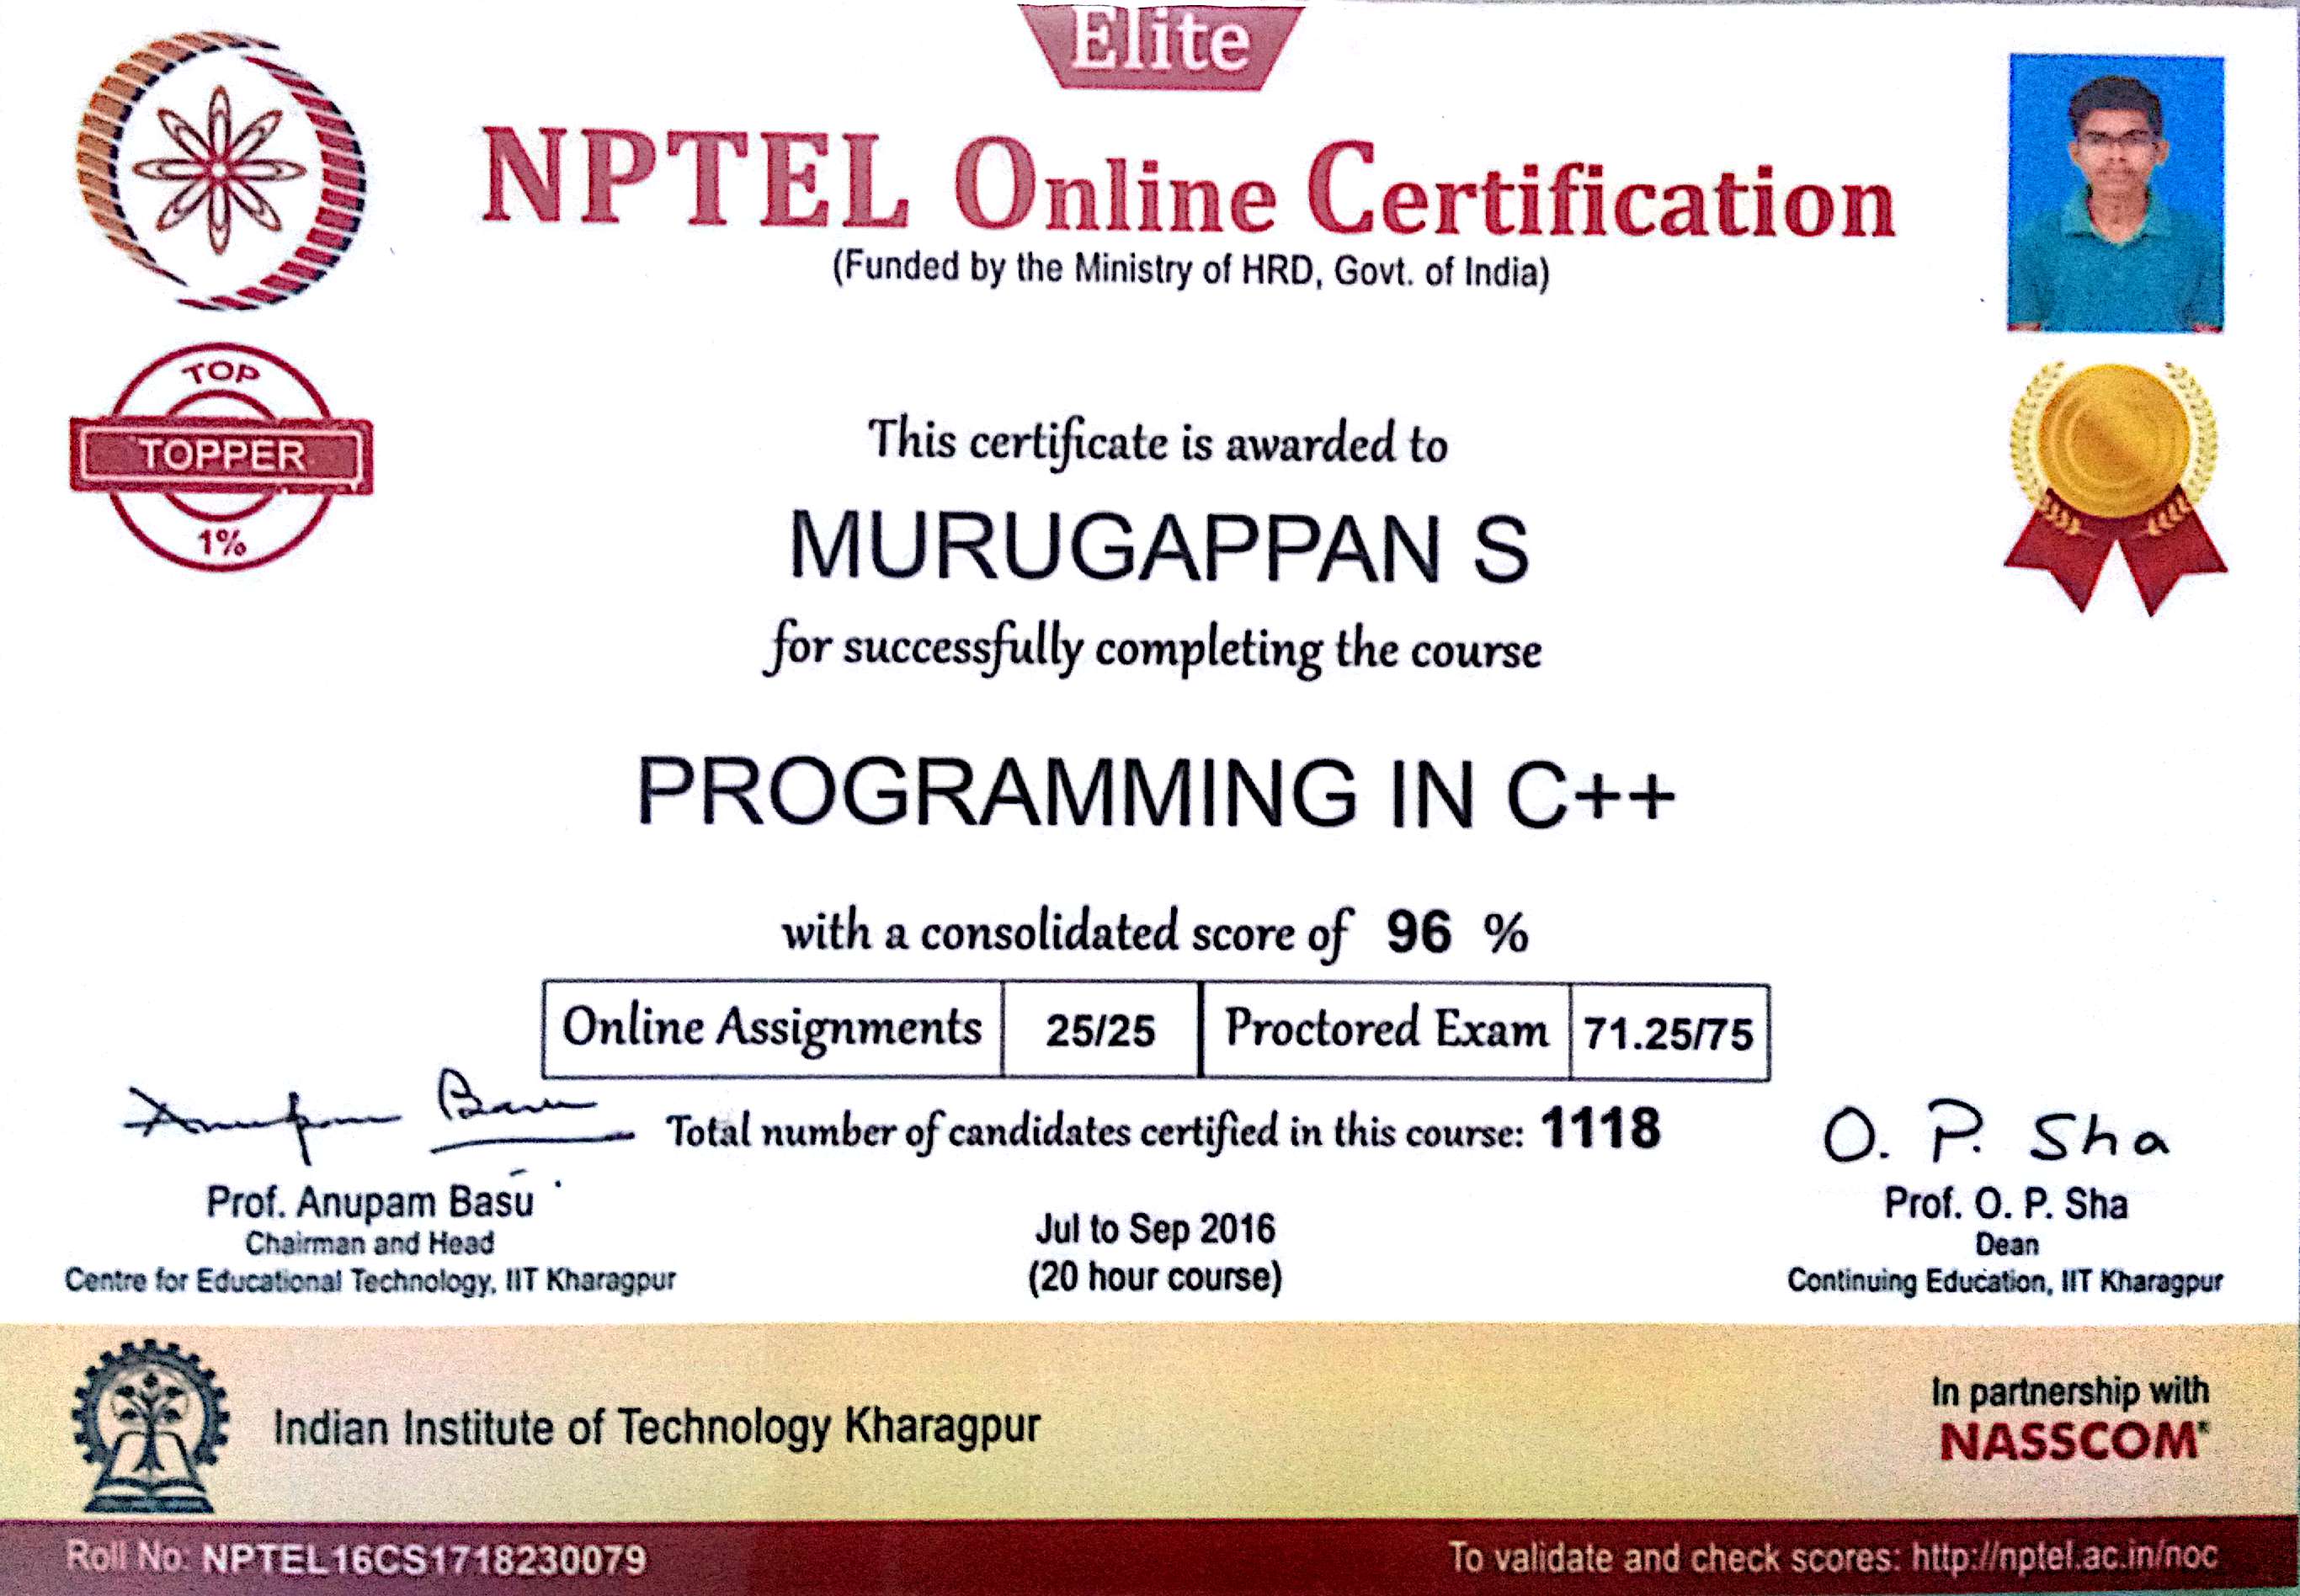 Elite
NPTEL Online Certification
(Funded by the Ministry of HRD, Govt. of India)
TOP
TOPPER
1%
This certificate is awarded to
MURUGAPPAN S
for successfully completing the course
PROGRAMMING IN C++
with a consolidated score of 96 %
Online Assignments 25/25 Proctored Exam 71.25/75
Total number of candidates certified in this course: 1118
Anupam Basu
Prof. Anupam Basu
Chairman and Head
Centre for Educational Technology, IIT Kharagpur
Jul to Sep 2016
(20 hour course)
O. P. Sha
Prof. O. P. Sha
Dean
Continuing Education, IIT Kharagpur
Indian Institute of Technology Kharagpur
In partnership with
NASSCOM®
Roll No: NPTEL16CS1718230079
To validate and check scores: http://nptel.ac.in/noc